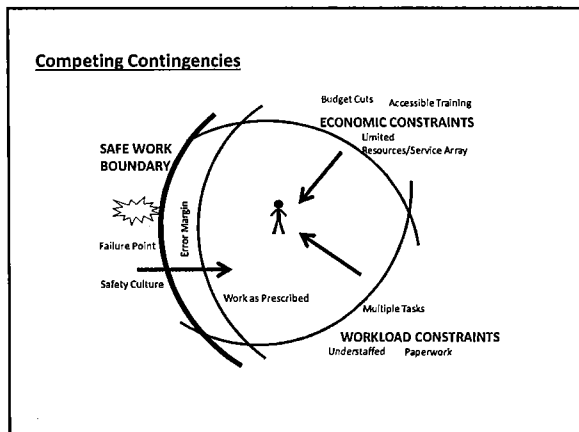 Competing Contingencies
Budget Cuts
Accessible Training
ECONOMIC CONSTRAINTS
Limited
Resources/Service Array
SAFE WORK
BOUNDARY
Error Margin
Failure Point
Safety Culture
Work as Prescribed
Multiple Tasks
WORKLOAD CONSTRAINTS
Understaffed
Paperwork